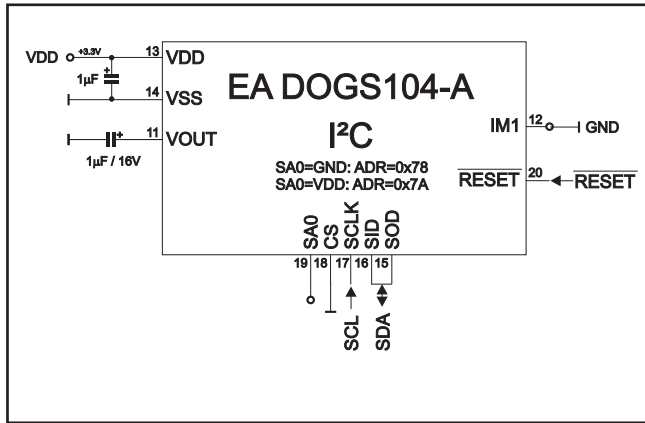 VDD +3.3V 13 VDD
1µF
14 VSS
11 VOUT
1µF / 16V
EA DOGS104-A
I²C
SA0=GND: ADR=0x78
SA0=VDD: ADR=0x7A
IM1 12 GND
RESET 20 RESET
SA0 CS SCLK SID SOD
19 18 17 16 15
SCL SDA